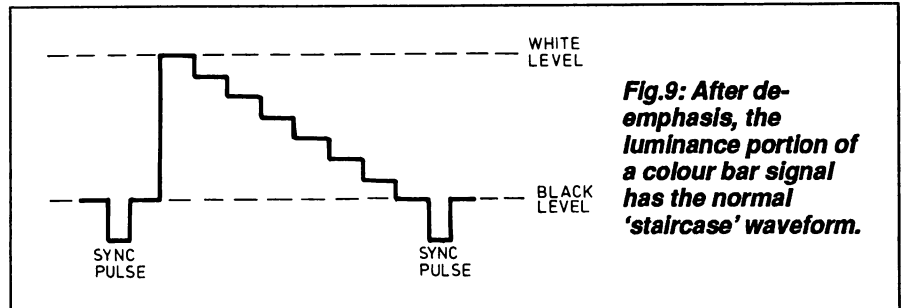 WHITE
LEVEL
Fig.9: After de-
emphasis, the
luminance portion of
a colour bar signal
has the normal
'staircase' waveform.
BLACK
LEVEL
SYNC
PULSE
SYNC
PULSE